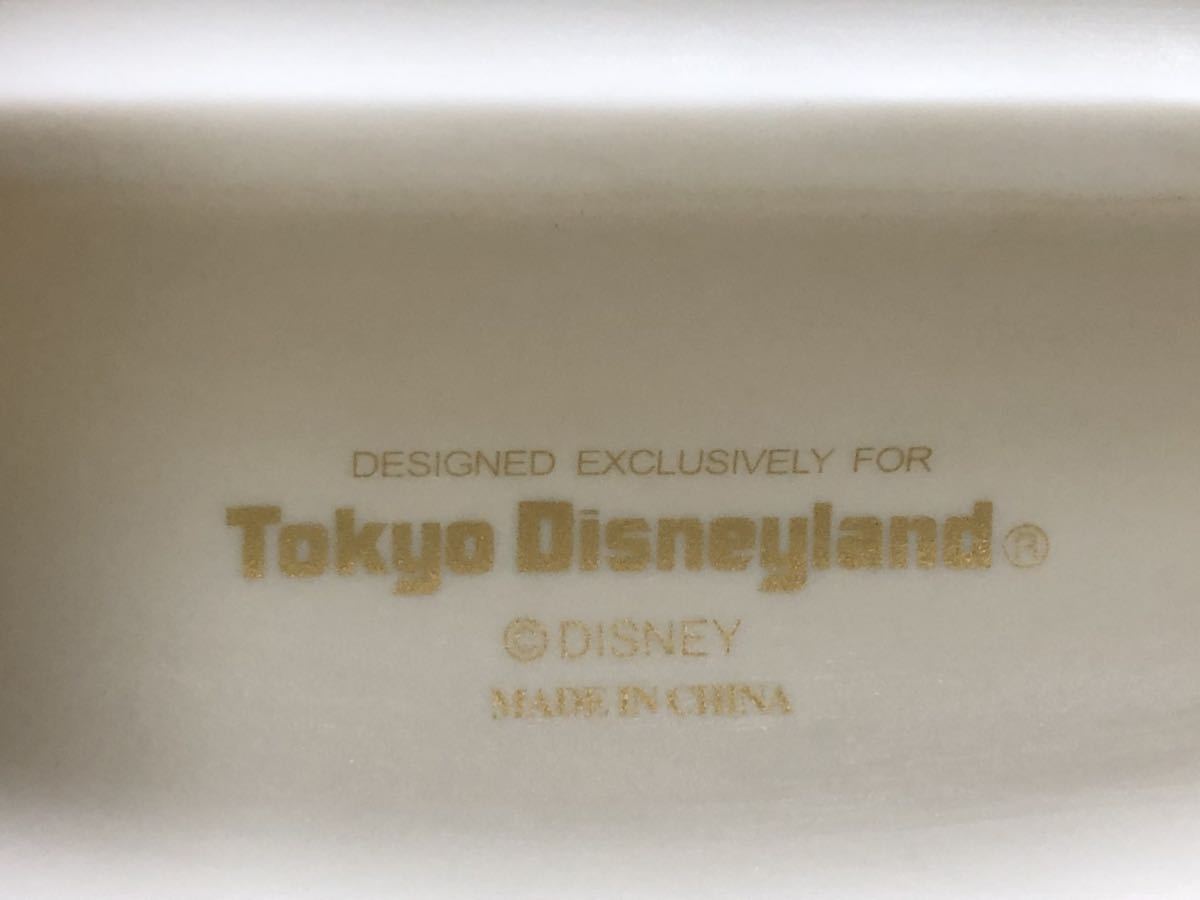 DESIGNED EXCLUSIVELY FOR
Tokyo Disneyland®
©DISNEY
MADE IN CHINA